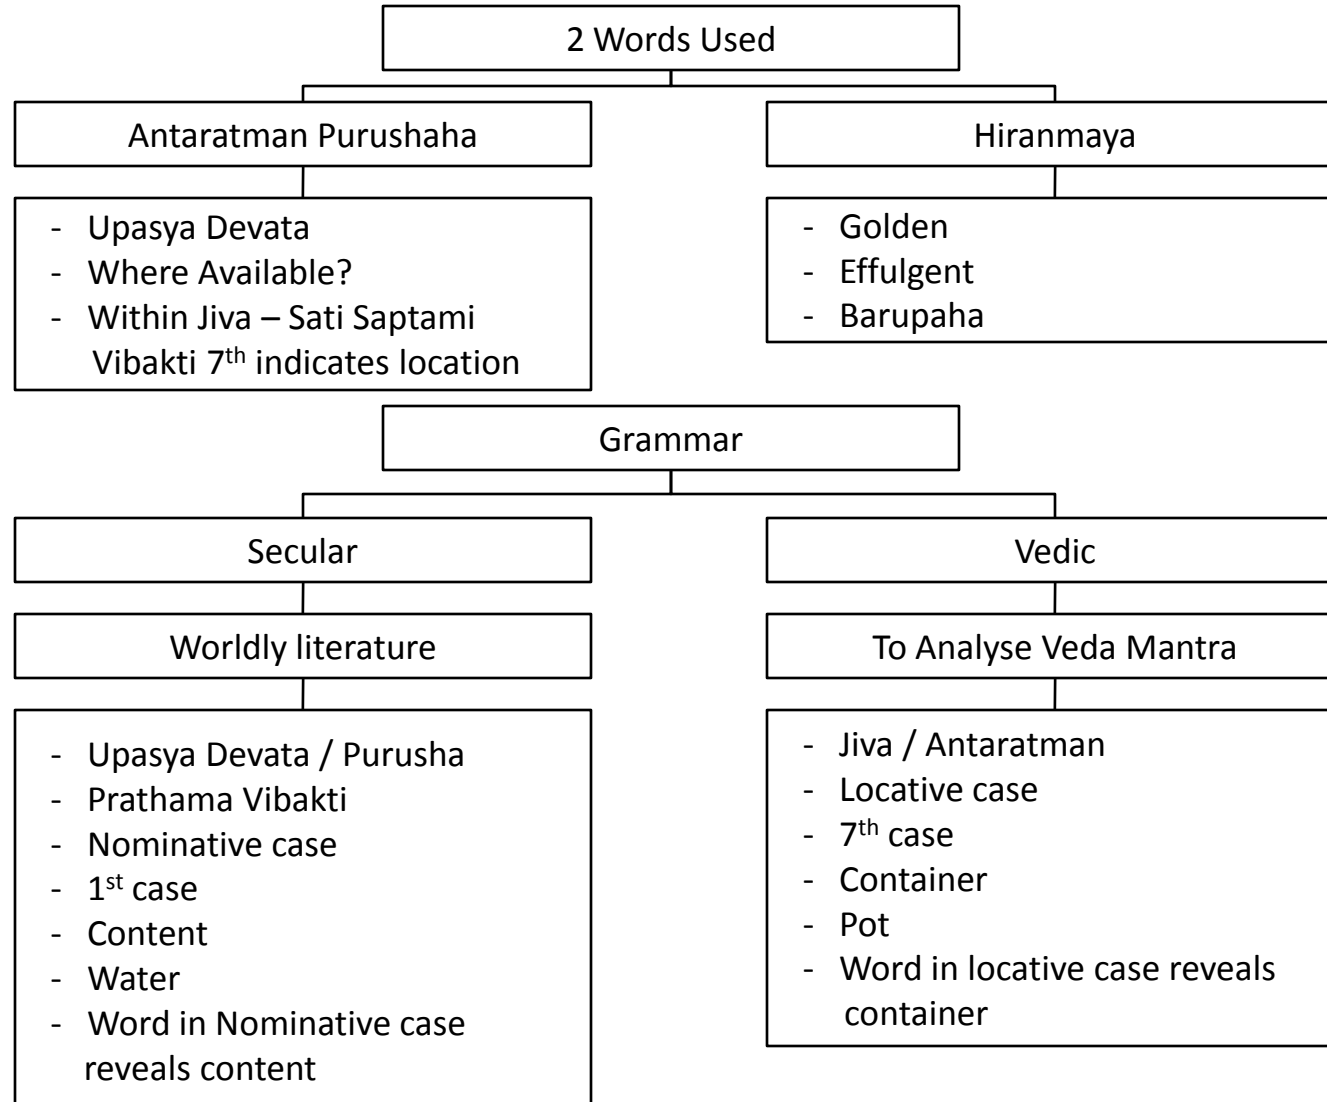 2 Words Used
Antaratman Purushaha
Hiranmaya
- Upasya Devata
- Where Available?
- Within Jiva – Sati Saptami
Vibakti 7th indicates location
- Golden
- Effulgent
- Barupaha
Grammar
Secular
Vedic
Worldly literature
To Analyse Veda Mantra
- Upasya Devata / Purusha
- Prathama Vibakti
- Nominative case
- 1st case
- Content
- Water
- Word in Nominative case
reveals content
- Jiva / Antaratman
- Locative case
- 7th case
- Container
- Pot
- Word in locative case reveals
container